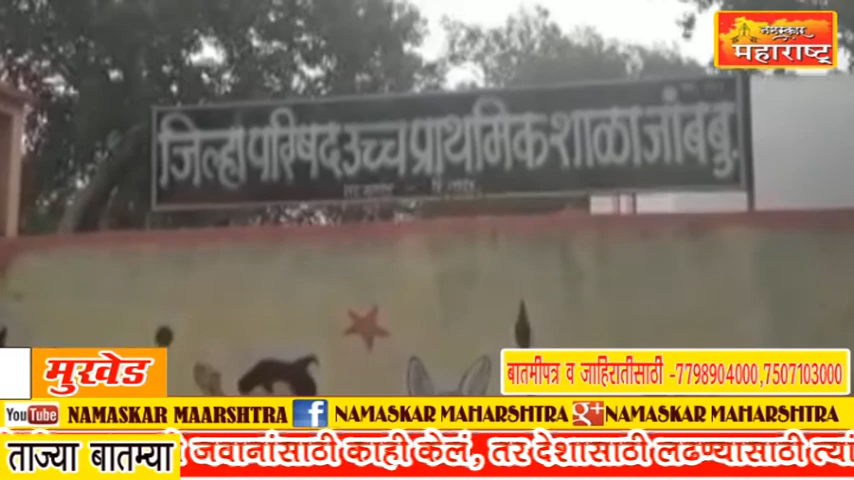 नमस्कार
महाराष्ट्र
जिल्हा परिषद उच्च प्राथमिक शाळा जांब बु.
मुखेड
बातमीपत्र व जाहिरातीसाठी -7798904000,7507103000
YouTube NAMASKAR MAARSHTRA f NAMASKAR MAHARSHTRA g+ NAMASKAR MAHARSHTRA
ताज्या बातम्या जवानांसाठी काही केलं, तर देशासाठी लढण्यासाठी त्यां